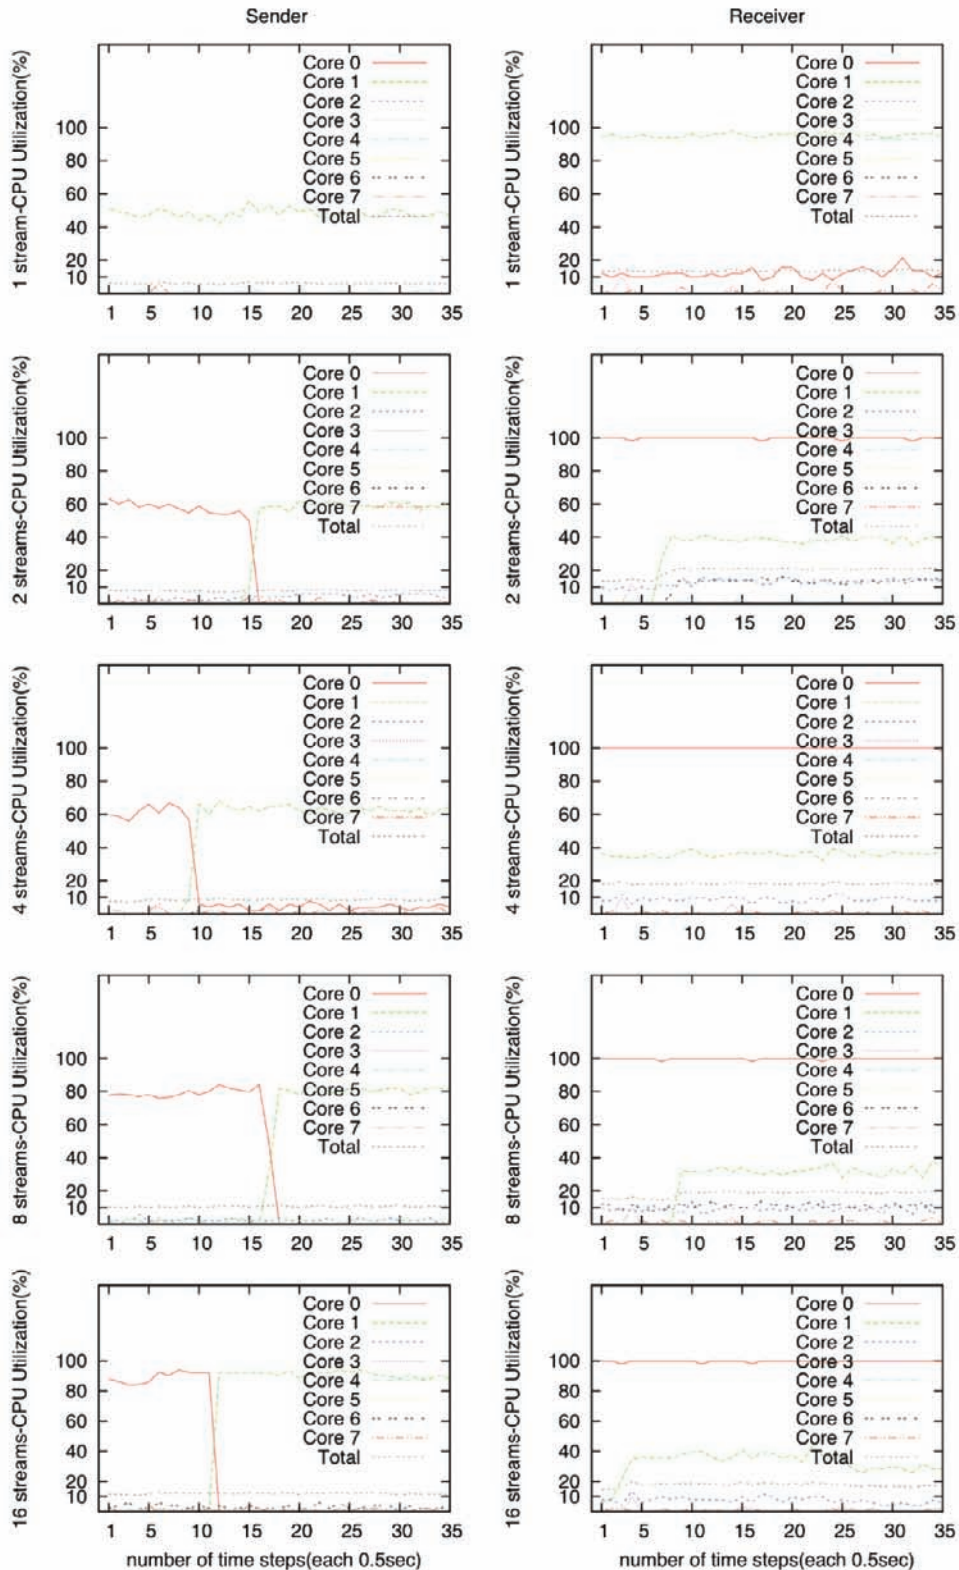 Sender
Receiver
1 stream-CPU Utilization(%)
Core 0
Core 1
Core 2
Core 3
Core 4
Core 5
Core 6
Core 7
Total
100
80
60
40
20
10
1 5 10 15 20 25 30 35
1 stream-CPU Utilization(%)
Core 0
Core 1
Core 2
Core 3
Core 4
Core 5
Core 6
Core 7
Total
100
80
60
40
20
10
1 5 10 15 20 25 30 35
2 streams-CPU Utilization(%)
Core 0
Core 1
Core 2
Core 3
Core 4
Core 5
Core 6
Core 7
Total
100
80
60
40
20
10
1 5 10 15 20 25 30 35
2 streams-CPU Utilization(%)
Core 0
Core 1
Core 2
Core 3
Core 4
Core 5
Core 6
Core 7
Total
100
80
60
40
20
10
1 5 10 15 20 25 30 35
4 streams-CPU Utilization(%)
Core 0
Core 1
Core 2
Core 3
Core 4
Core 5
Core 6
Core 7
Total
100
80
60
40
20
10
1 5 10 15 20 25 30 35
4 streams-CPU Utilization(%)
Core 0
Core 1
Core 2
Core 3
Core 4
Core 5
Core 6
Core 7
Total
100
80
60
40
20
10
1 5 10 15 20 25 30 35
8 streams-CPU Utilization(%)
Core 0
Core 1
Core 2
Core 3
Core 4
Core 5
Core 6
Core 7
Total
100
80
60
40
20
10
1 5 10 15 20 25 30 35
8 streams-CPU Utilization(%)
Core 0
Core 1
Core 2
Core 3
Core 4
Core 5
Core 6
Core 7
Total
100
80
60
40
20
10
1 5 10 15 20 25 30 35
16 streams-CPU Utilization(%)
Core 0
Core 1
Core 2
Core 3
Core 4
Core 5
Core 6
Core 7
Total
100
80
60
40
20
10
1 5 10 15 20 25 30 35
number of time steps(each 0.5sec)
16 streams-CPU Utilization(%)
Core 0
Core 1
Core 2
Core 3
Core 4
Core 5
Core 6
Core 7
Total
100
80
60
40
20
10
1 5 10 15 20 25 30 35
number of time steps(each 0.5sec)